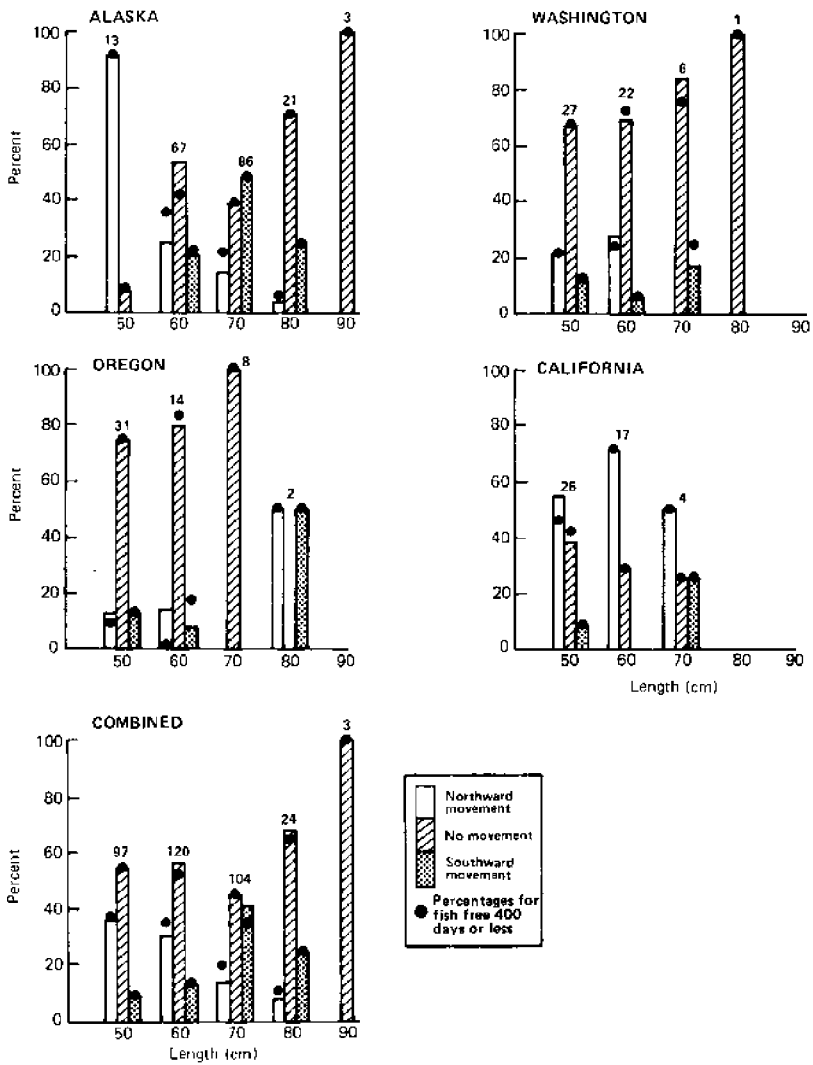 ALASKA
Percent
100
80
60
40
20
0
13
67
86
21
3
50 60 70 80 90
WASHINGTON
100
80
60
40
20
0
27
22
6
1
50 60 70 80 90
OREGON
Percent
100
80
60
40
20
0
31
14
8
2
50 60 70 80 90
CALIFORNIA
100
80
60
40
20
0
26
17
4
50 60 70 80 90
Length (cm)
COMBINED
Percent
100
80
60
40
20
0
97
120
104
24
3
50 60 70 80 90
Length (cm)
Northward
movement
No movement
Southward
movement
Percentages for
fish free 400
days or less